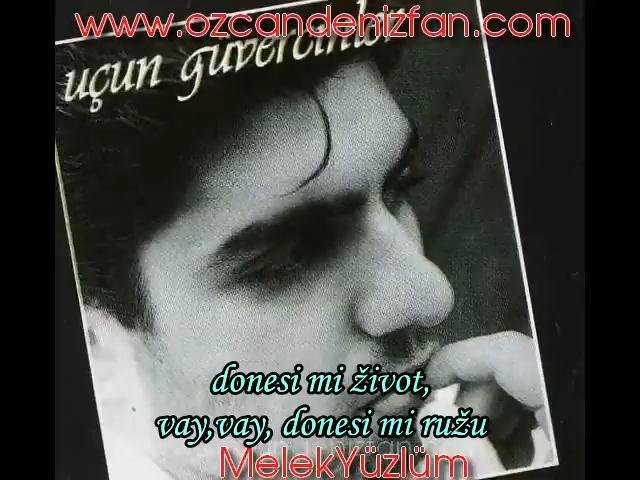 www.ozcandenizfan.com
uçun güvercinler
donesi mi život,
vay,vay, donesi mi ružu
MelekYüzlüm